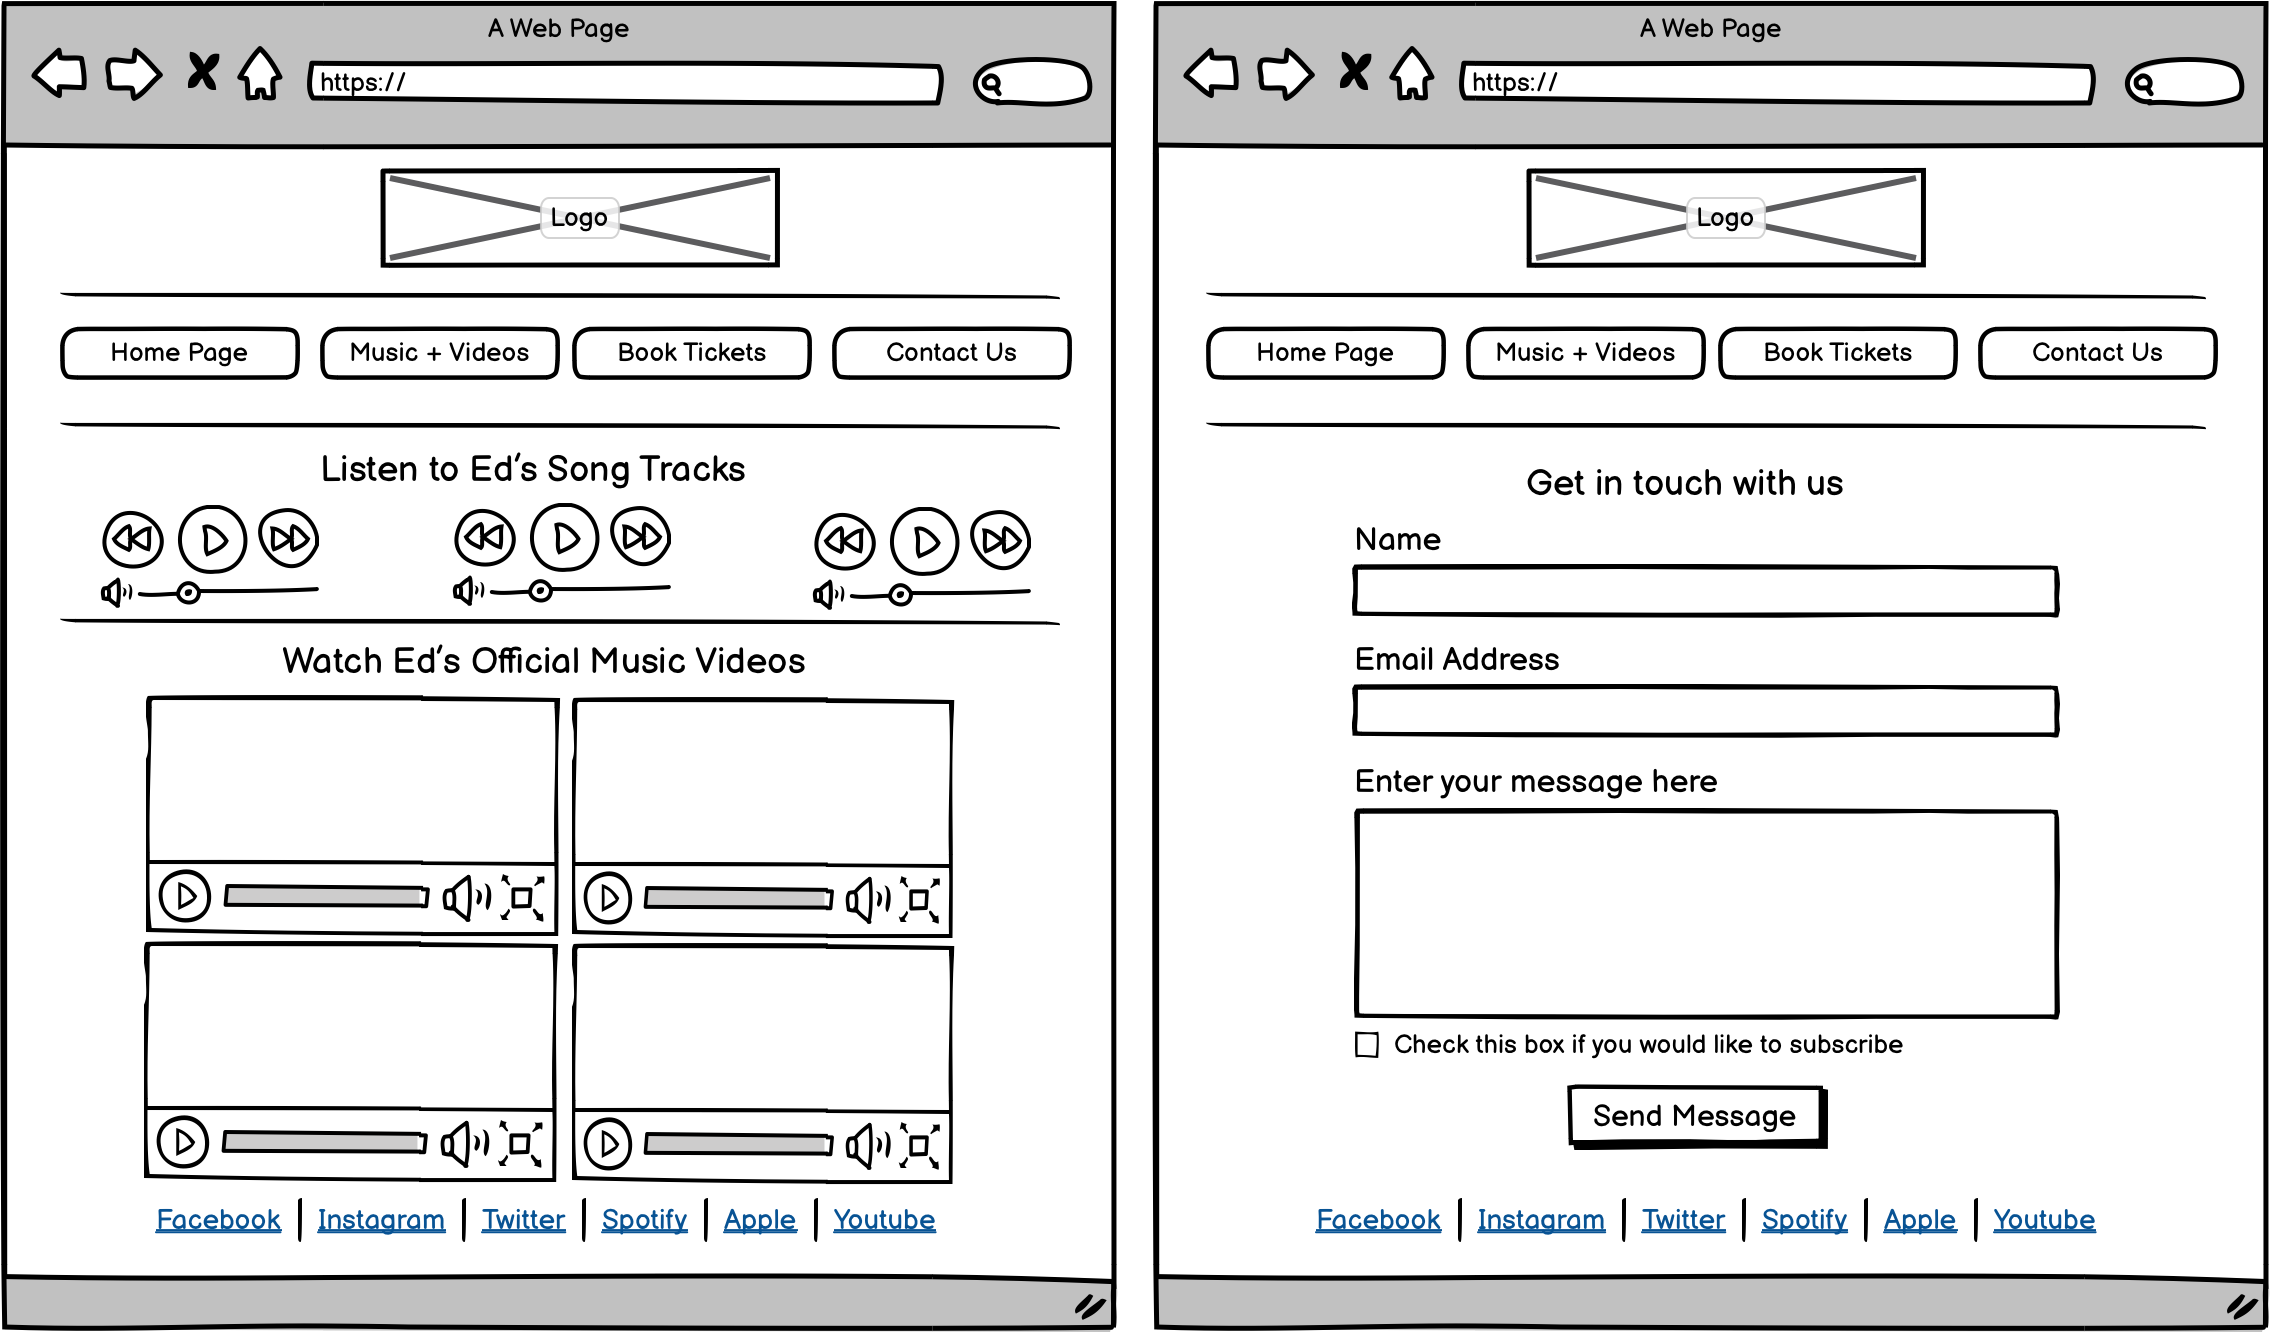 A Web Page
https://
Logo
Home Page
Music + Videos
Book Tickets
Contact Us
Listen to Ed's Song Tracks
Watch Ed's Official Music Videos
Facebook | Instagram | Twitter | Spotify | Apple | Youtube
A Web Page
https://
Logo
Home Page
Music + Videos
Book Tickets
Contact Us
Get in touch with us
Name
Email Address
Enter your message here
Check this box if you would like to subscribe
Send Message
Facebook | Instagram | Twitter | Spotify | Apple | Youtube